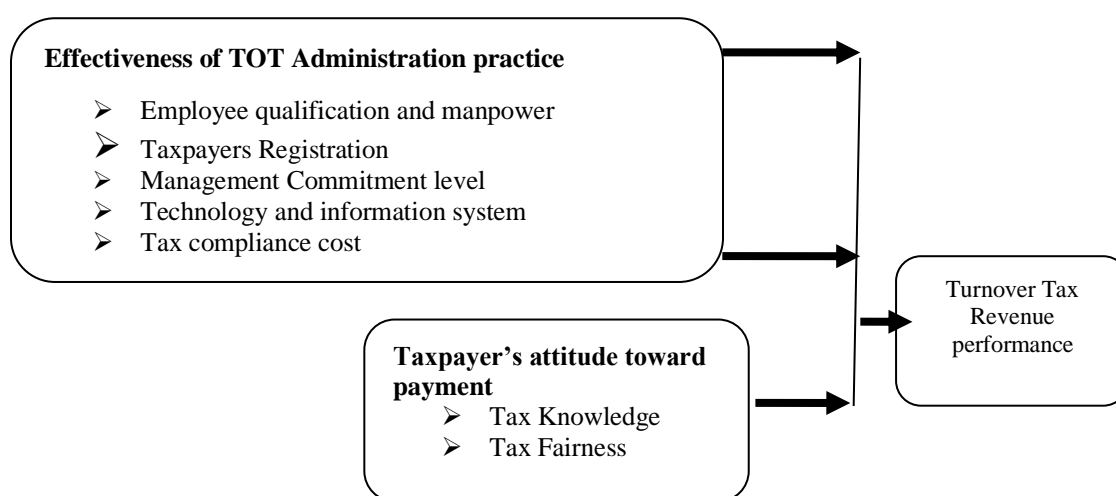 Effectiveness of TOT Administration practice
➢ Employee qualification and manpower
➢ Taxpayers Registration
➢ Management Commitment level
➢ Technology and information system
➢ Tax compliance cost
Taxpayer’s attitude toward
payment
➢ Tax Knowledge
➢ Tax Fairness
Turnover Tax
Revenue
performance